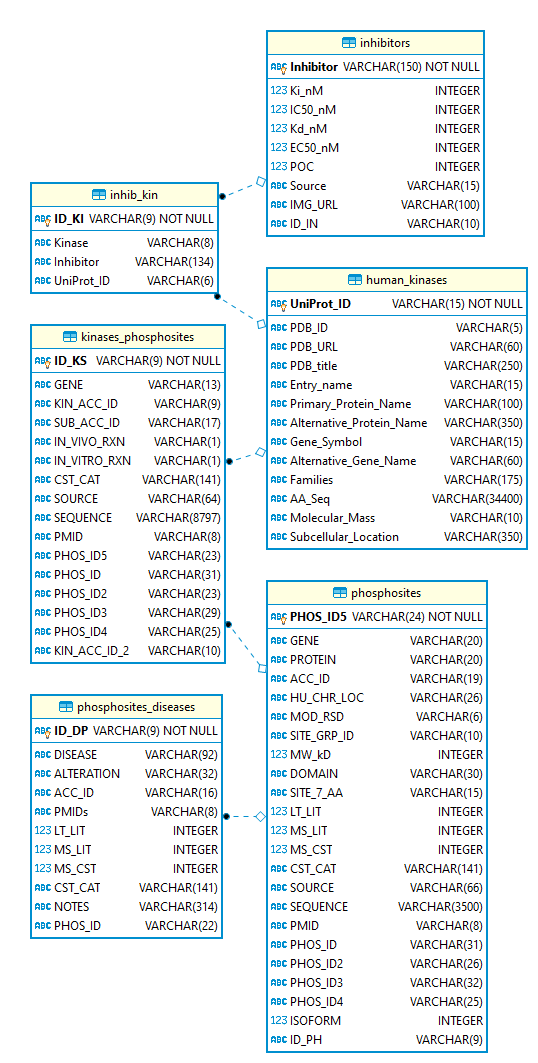 inhibitors
ABC Inhibitor VARCHAR(150) NOT NULL
123 Ki_nM INTEGER
123 IC50_nM INTEGER
123 Kd_nM INTEGER
123 EC50_nM INTEGER
123 POC INTEGER
ABC Source VARCHAR(15)
ABC IMG_URL VARCHAR(100)
ABC ID_IN VARCHAR(10)
inhib_kin
ABC ID_KI VARCHAR(9) NOT NULL
ABC Kinase VARCHAR(8)
ABC Inhibitor VARCHAR(134)
ABC UniProt_ID VARCHAR(6)
human_kinases
ABC UniProt_ID VARCHAR(15) NOT NULL
ABC PDB_ID VARCHAR(5)
ABC PDB_URL VARCHAR(60)
ABC PDB_title VARCHAR(250)
ABC Entry_name VARCHAR(15)
ABC Primary_Protein_Name VARCHAR(100)
ABC Alternative_Protein_Name VARCHAR(350)
ABC Gene_Symbol VARCHAR(15)
ABC Alternative_Gene_Name VARCHAR(60)
ABC Families VARCHAR(175)
ABC AA_Seq VARCHAR(34400)
ABC Molecular_Mass VARCHAR(10)
ABC Subcellular_Location VARCHAR(350)
kinases_phosphosites
ABC ID_KS VARCHAR(9) NOT NULL
ABC GENE VARCHAR(13)
ABC KIN_ACC_ID VARCHAR(9)
ABC SUB_ACC_ID VARCHAR(17)
ABC IN_VIVO_RXN VARCHAR(1)
ABC IN_VITRO_RXN VARCHAR(1)
ABC CST_CAT VARCHAR(141)
ABC SOURCE VARCHAR(64)
ABC SEQUENCE VARCHAR(8797)
ABC PMID VARCHAR(8)
ABC PHOS_ID5 VARCHAR(23)
ABC PHOS_ID VARCHAR(31)
ABC PHOS_ID2 VARCHAR(23)
ABC PHOS_ID3 VARCHAR(29)
ABC PHOS_ID4 VARCHAR(25)
ABC KIN_ACC_ID_2 VARCHAR(10)
phosphosites
ABC PHOS_ID5 VARCHAR(24) NOT NULL
ABC GENE VARCHAR(20)
ABC PROTEIN VARCHAR(20)
ABC ACC_ID VARCHAR(19)
ABC HU_CHR_LOC VARCHAR(26)
ABC MOD_RSD VARCHAR(6)
ABC SITE_GRP_ID VARCHAR(10)
123 MW_kD INTEGER
ABC DOMAIN VARCHAR(30)
ABC SITE_7_AA VARCHAR(15)
123 LT_LIT INTEGER
123 MS_LIT INTEGER
123 MS_CST INTEGER
ABC CST_CAT VARCHAR(141)
ABC SOURCE VARCHAR(66)
ABC SEQUENCE VARCHAR(3500)
ABC PMID VARCHAR(8)
ABC PHOS_ID VARCHAR(31)
ABC PHOS_ID2 VARCHAR(26)
ABC PHOS_ID3 VARCHAR(32)
ABC PHOS_ID4 VARCHAR(25)
123 ISOFORM INTEGER
ABC ID_PH VARCHAR(9)
phosphosites_diseases
ABC ID_DP VARCHAR(9) NOT NULL
ABC DISEASE VARCHAR(92)
ABC ALTERATION VARCHAR(32)
ABC ACC_ID VARCHAR(16)
ABC PMIDs VARCHAR(8)
123 LT_LIT INTEGER
123 MS_LIT INTEGER
123 MS_CST INTEGER
ABC CST_CAT VARCHAR(141)
ABC NOTES VARCHAR(314)
ABC PHOS_ID VARCHAR(22)